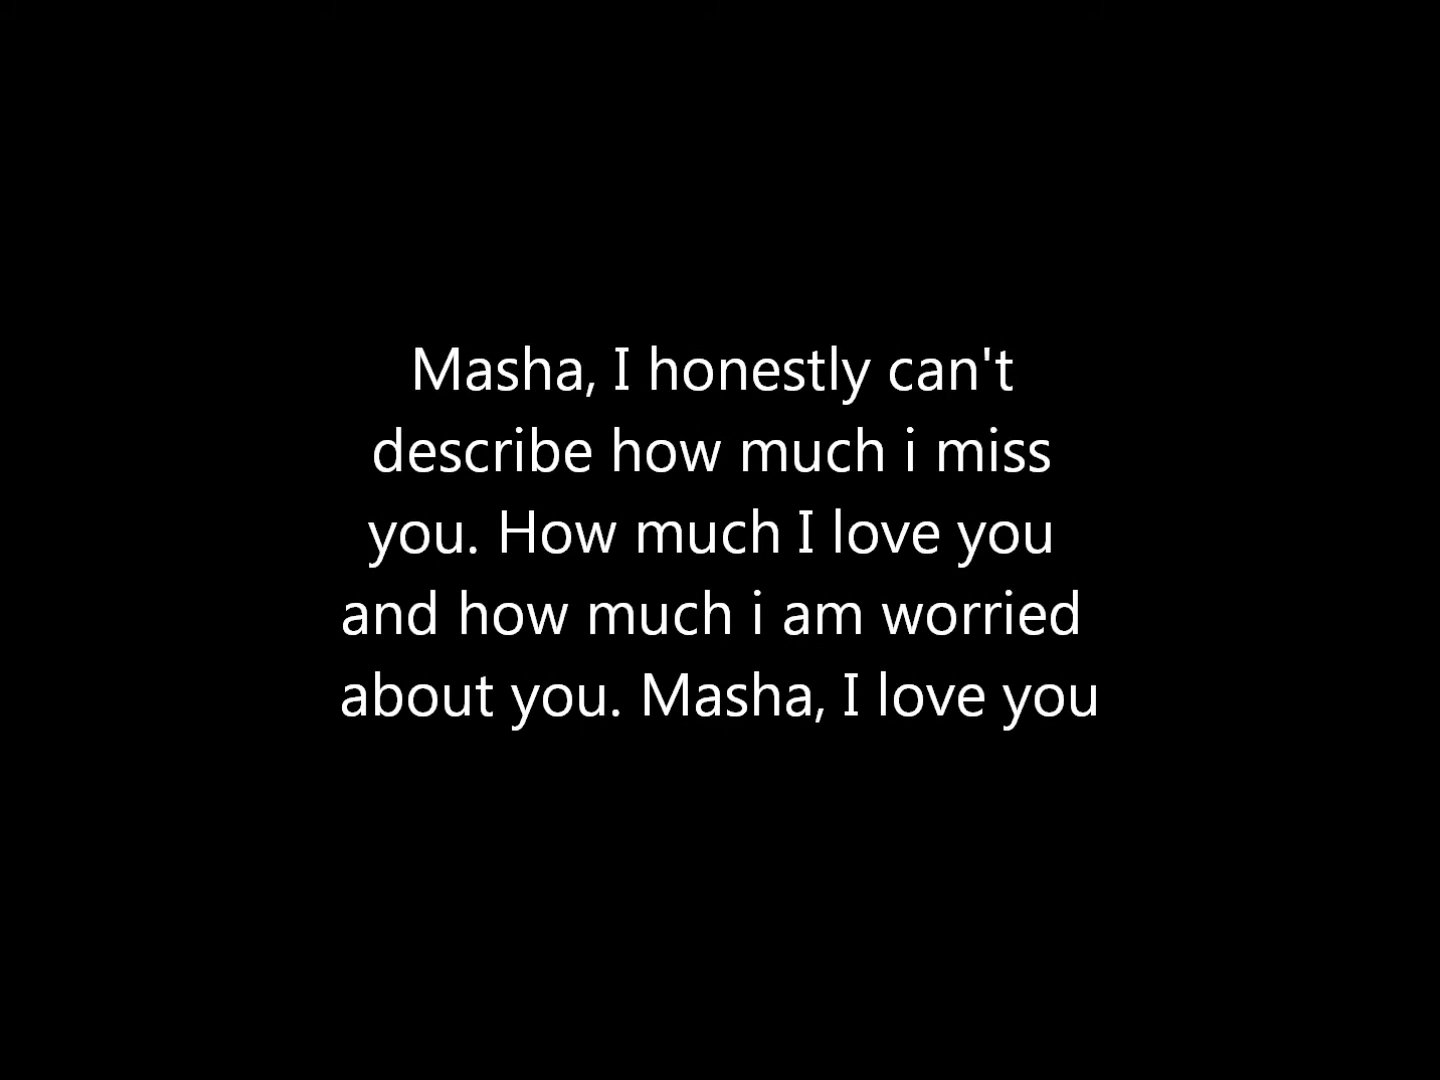 Masha, I honestly can't
describe how much i miss
you. How much I love you
and how much i am worried
about you. Masha, I love you